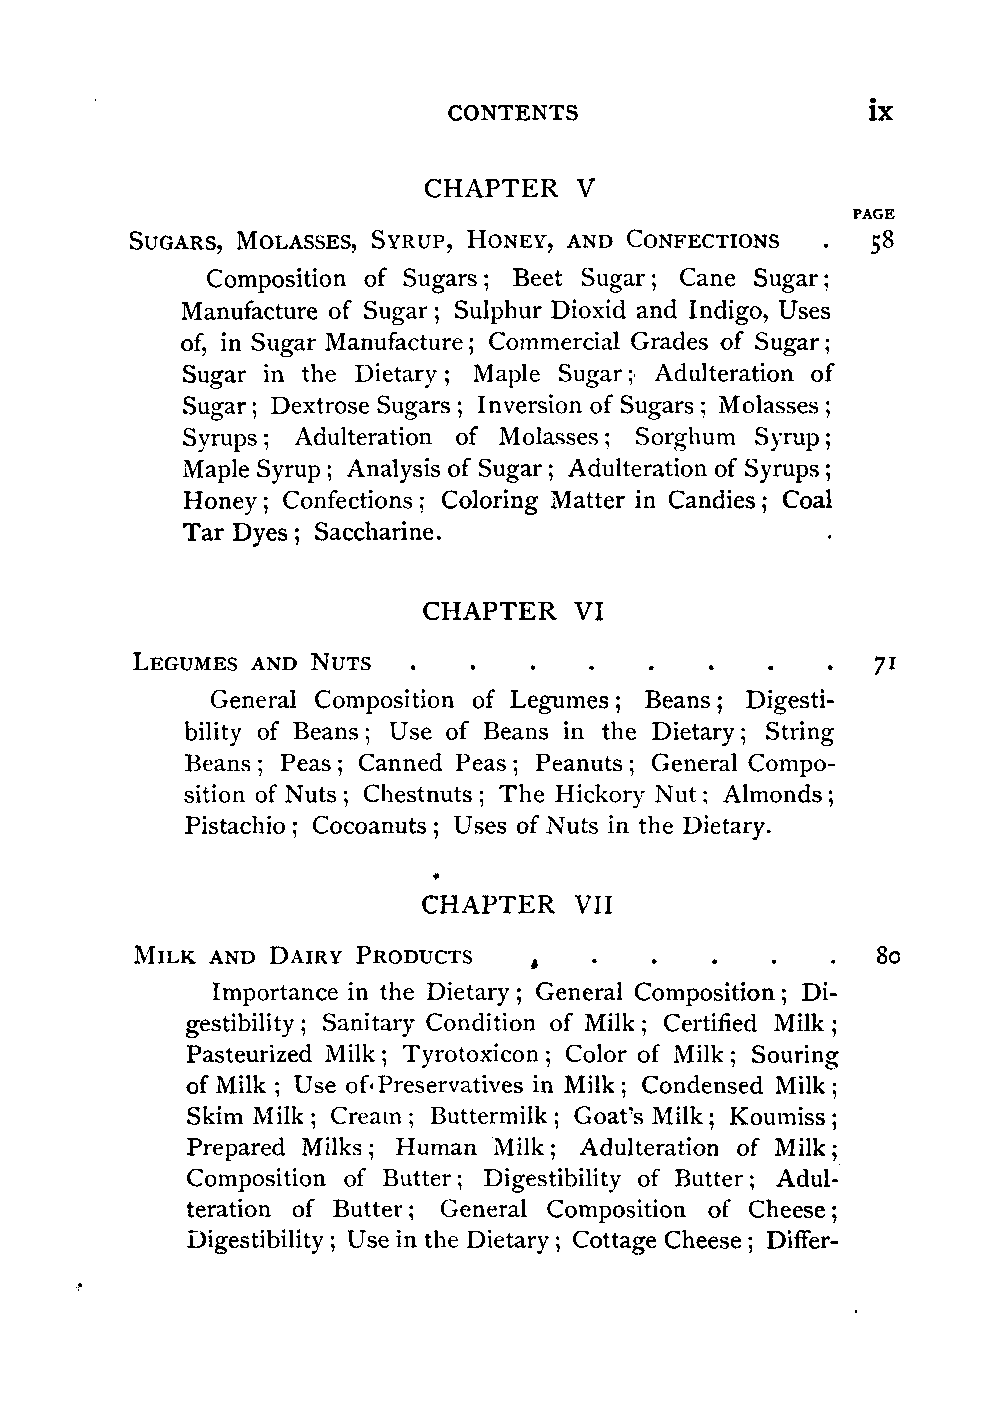 CONTENTS ix
CHAPTER V
PAGE
SUGARS, MOLASSES, SYRUP, HONEY, AND CONFECTIONS . 58
Composition of Sugars; Beet Sugar; Cane Sugar;
Manufacture of Sugar; Sulphur Dioxid and Indigo, Uses
of, in Sugar Manufacture; Commercial Grades of Sugar;
Sugar in the Dietary; Maple Sugar; Adulteration of
Sugar; Dextrose Sugars; Inversion of Sugars; Molasses;
Syrups; Adulteration of Molasses; Sorghum Syrup;
Maple Syrup; Analysis of Sugar; Adulteration of Syrups;
Honey; Confections; Coloring Matter in Candies; Coal
Tar Dyes; Saccharine.
CHAPTER VI
LEGUMES AND NUTS . . . . . . . . 71
General Composition of Legumes; Beans; Digesti-
bility of Beans; Use of Beans in the Dietary; String
Beans; Peas; Canned Peas; Peanuts; General Compo-
sition of Nuts; Chestnuts; The Hickory Nut; Almonds;
Pistachio; Cocoanuts; Uses of Nuts in the Dietary.
CHAPTER VII
MILK AND DAIRY PRODUCTS . . . . . . 80
Importance in the Dietary; General Composition; Di-
gestibility; Sanitary Condition of Milk; Certified Milk;
Pasteurized Milk; Tyrotoxicon; Color of Milk; Souring
of Milk; Use of Preservatives in Milk; Condensed Milk;
Skim Milk; Cream; Buttermilk; Goat's Milk; Koumiss;
Prepared Milks; Human Milk; Adulteration of Milk;
Composition of Butter; Digestibility of Butter; Adul-
teration of Butter; General Composition of Cheese;
Digestibility; Use in the Dietary; Cottage Cheese; Differ-